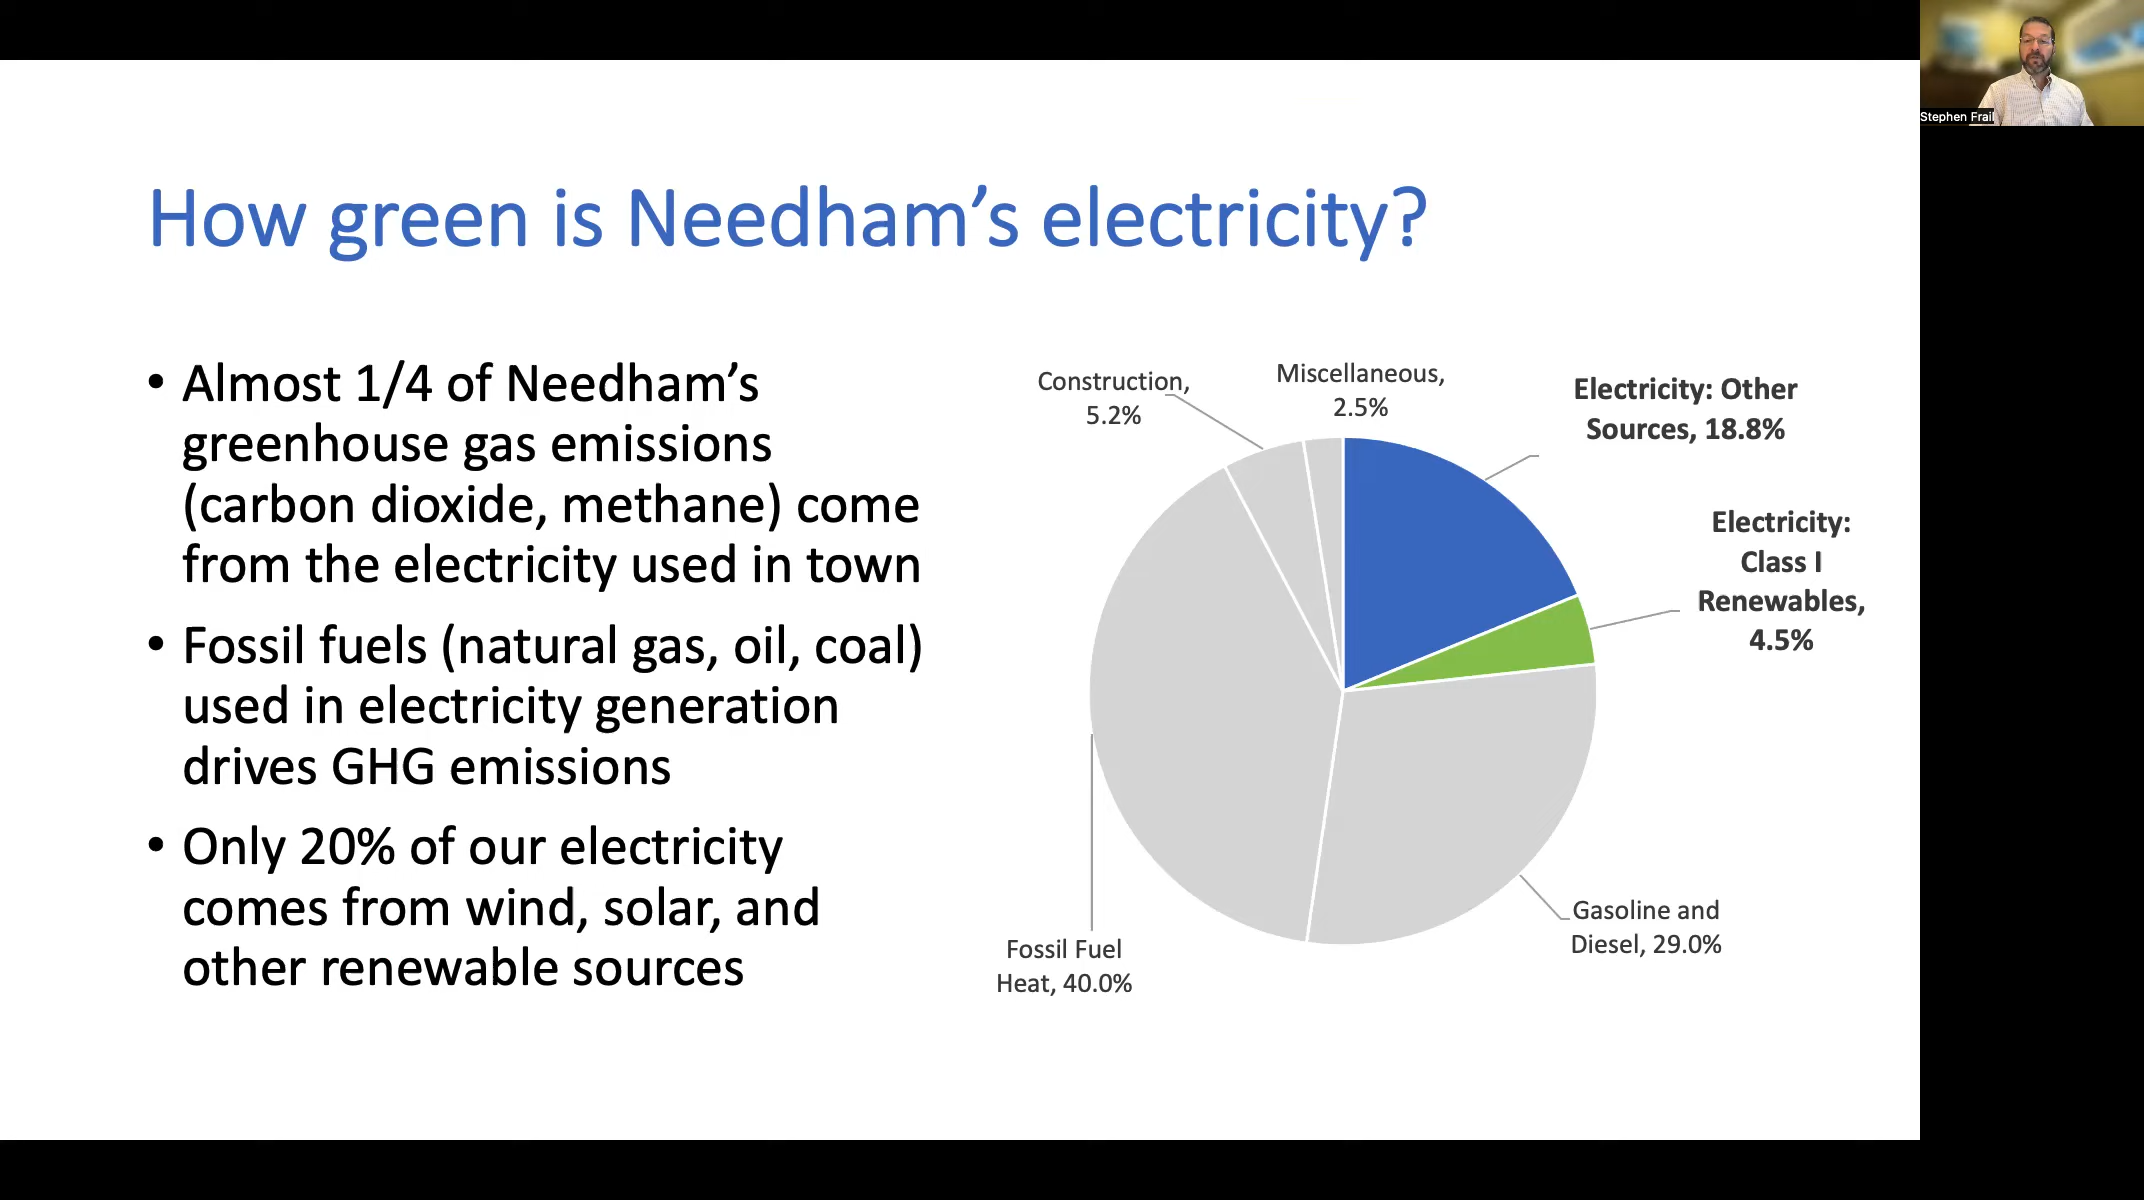 Stephen Frail
How green is Needham’s electricity?
• Almost 1/4 of Needham’s
greenhouse gas emissions
(carbon dioxide, methane) come
from the electricity used in town
• Fossil fuels (natural gas, oil, coal)
used in electricity generation
drives GHG emissions
• Only 20% of our electricity
comes from wind, solar, and
other renewable sources
Construction,
5.2%
Miscellaneous,
2.5%
Electricity: Other
Sources, 18.8%
Electricity:
Class I
Renewables,
4.5%
Gasoline and
Diesel, 29.0%
Fossil Fuel
Heat, 40.0%